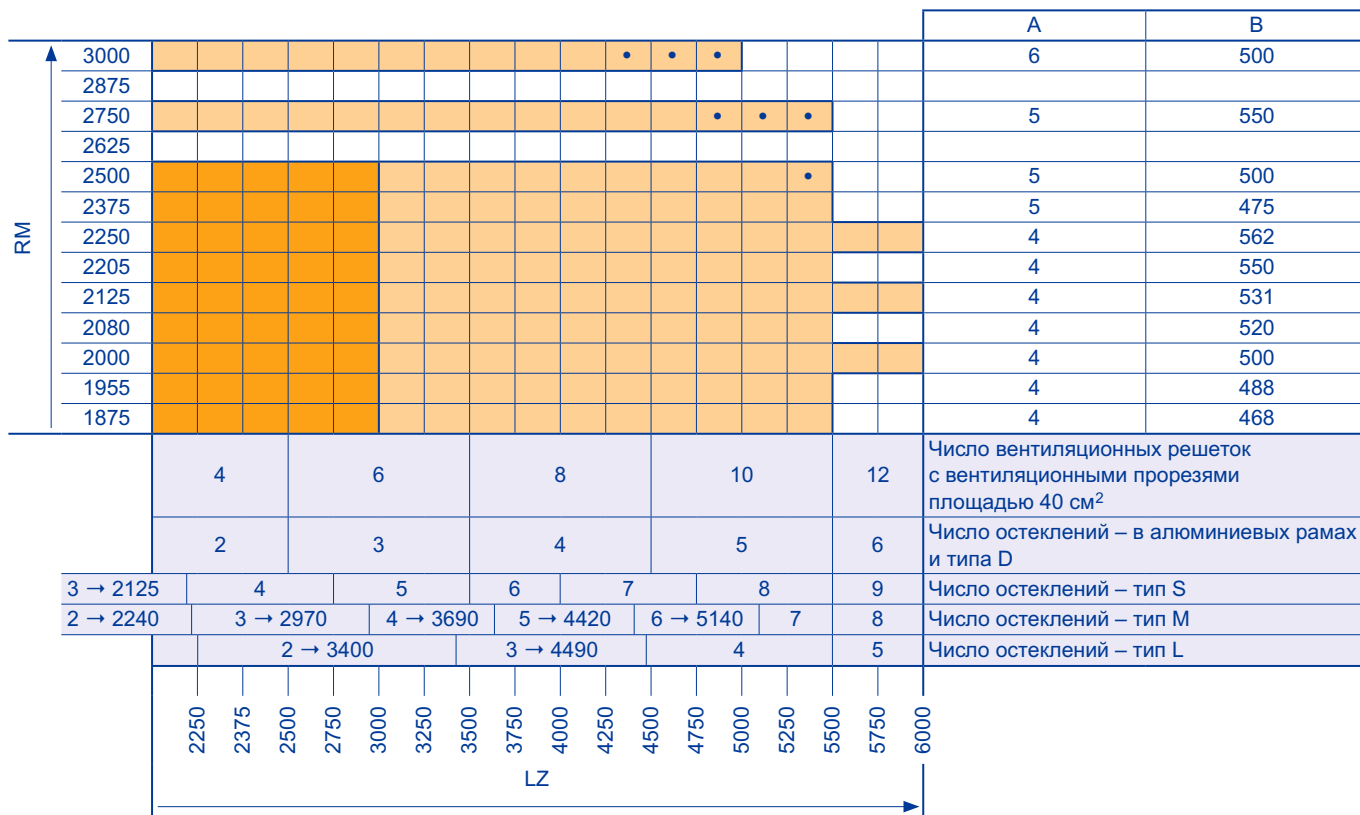 A B
3000 • • • 6 500
2875
2750 • • • 5 550
2625
2500 • 5 500
2375 5 475
2250 4 562
2205 4 550
2125 4 531
2080 4 520
2000 4 500
1955 4 488
1875 4 468
RM
4 6 8 10 12 Число вентиляционных решеток
с вентиляционными прорезями
площадью 40 см²
2 3 4 5 6 Число остеклений – в алюминиевых рамах
и типа D
3 → 2125 4 5 6 7 8 9 Число остеклений – тип S
2 → 2240 3 → 2970 4 → 3690 5 → 4420 6 → 5140 7 8 Число остеклений – тип M
2 → 3400 3 → 4490 4 5 Число остеклений – тип L
2250 2375 2500 2750 3000 3250 3500 3750 4000 4250 4500 4750 5000 5250 5500 5750 6000
LZ